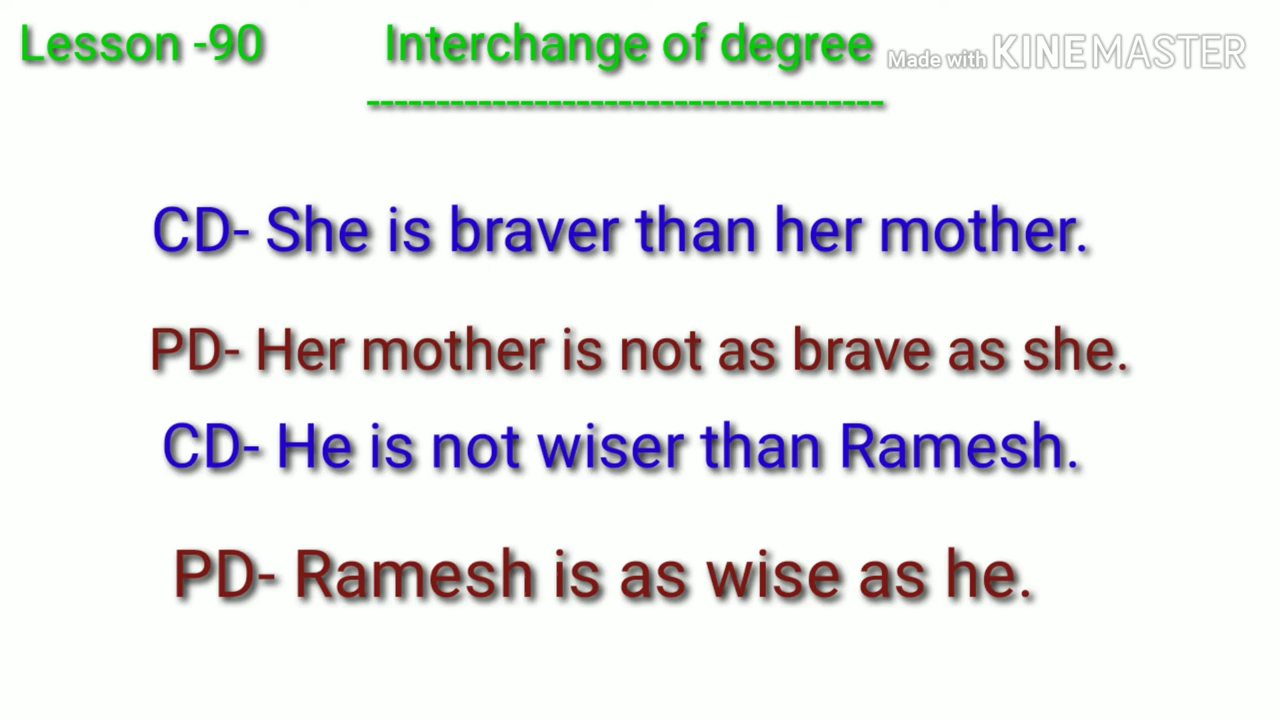 Lesson -90 Interchange of degree Made with KINEMASTER
-------------------------------------
CD- She is braver than her mother.
PD- Her mother is not as brave as she.
CD- He is not wiser than Ramesh.
PD- Ramesh is as wise as he.